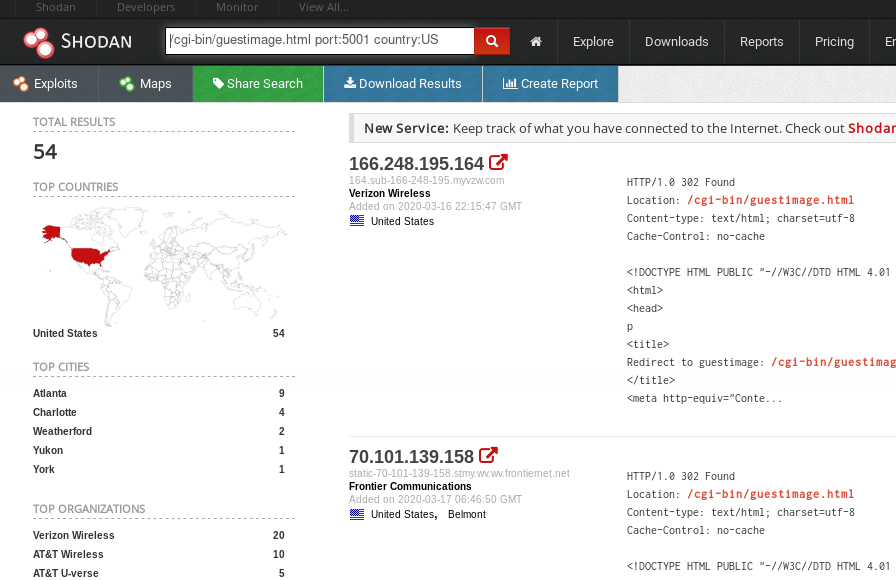 Shodan Developers Monitor View All...
SHODAN /cgi-bin/guestimage.html port:5001 country:US Explore Downloads Reports Pricing
Exploits Maps Share Search Download Results Create Report
TOTAL RESULTS
54
TOP COUNTRIES
United States 54
TOP CITIES
Atlanta 9
Charlotte 4
Weatherford 2
Yukon 1
York 1
TOP ORGANIZATIONS
Verizon Wireless 20
AT&T Wireless 10
AT&T U-verse 5
New Service: Keep track of what you have connected to the Internet. Check out Shodan
166.248.195.164
164.sub-166-248-195.myvzw.com
Verizon Wireless
Added on 2020-03-16 22:15:47 GMT
United States
HTTP/1.0 302 Found
Location: /cgi-bin/guestimage.html
Content-type: text/html; charset=utf-8
Cache-Control: no-cache
<!DOCTYPE HTML PUBLIC "-//W3C//DTD HTML 4.01
<html>
<head>
p
<title>
Redirect to guestimage: /cgi-bin/guestimag
</title>
<meta http-equiv="Conte...
70.101.139.158
static-70-101-139-158.stmy.wv.wv.frontiernet.net
Frontier Communications
Added on 2020-03-17 06:46:50 GMT
United States, Belmont
HTTP/1.0 302 Found
Location: /cgi-bin/guestimage.html
Content-type: text/html; charset=utf-8
Cache-Control: no-cache
<!DOCTYPE HTML PUBLIC "-//W3C//DTD HTML 4.01